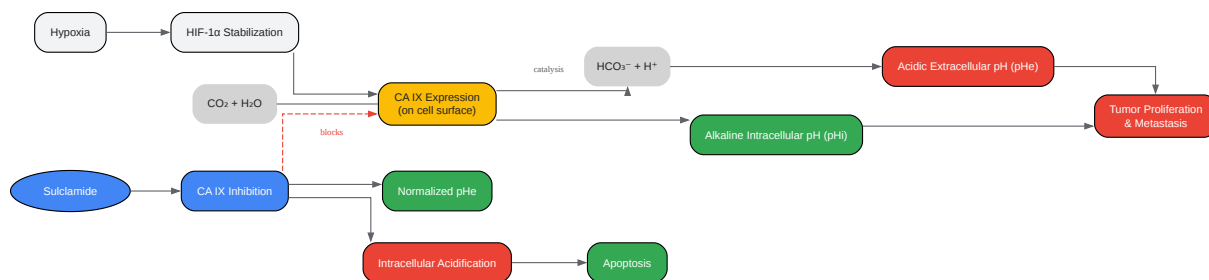 Hypoxia
HIF-1α Stabilization
CO₂ + H₂O
CA IX Expression
(on cell surface)
catalysis
HCO₃⁻ + H⁺
Acidic Extracellular pH (pHe)
Tumor Proliferation
& Metastasis
Alkaline Intracellular pH (pHi)
blocks
Sulclamide
CA IX Inhibition
Normalized pHe
Intracellular Acidification
Apoptosis